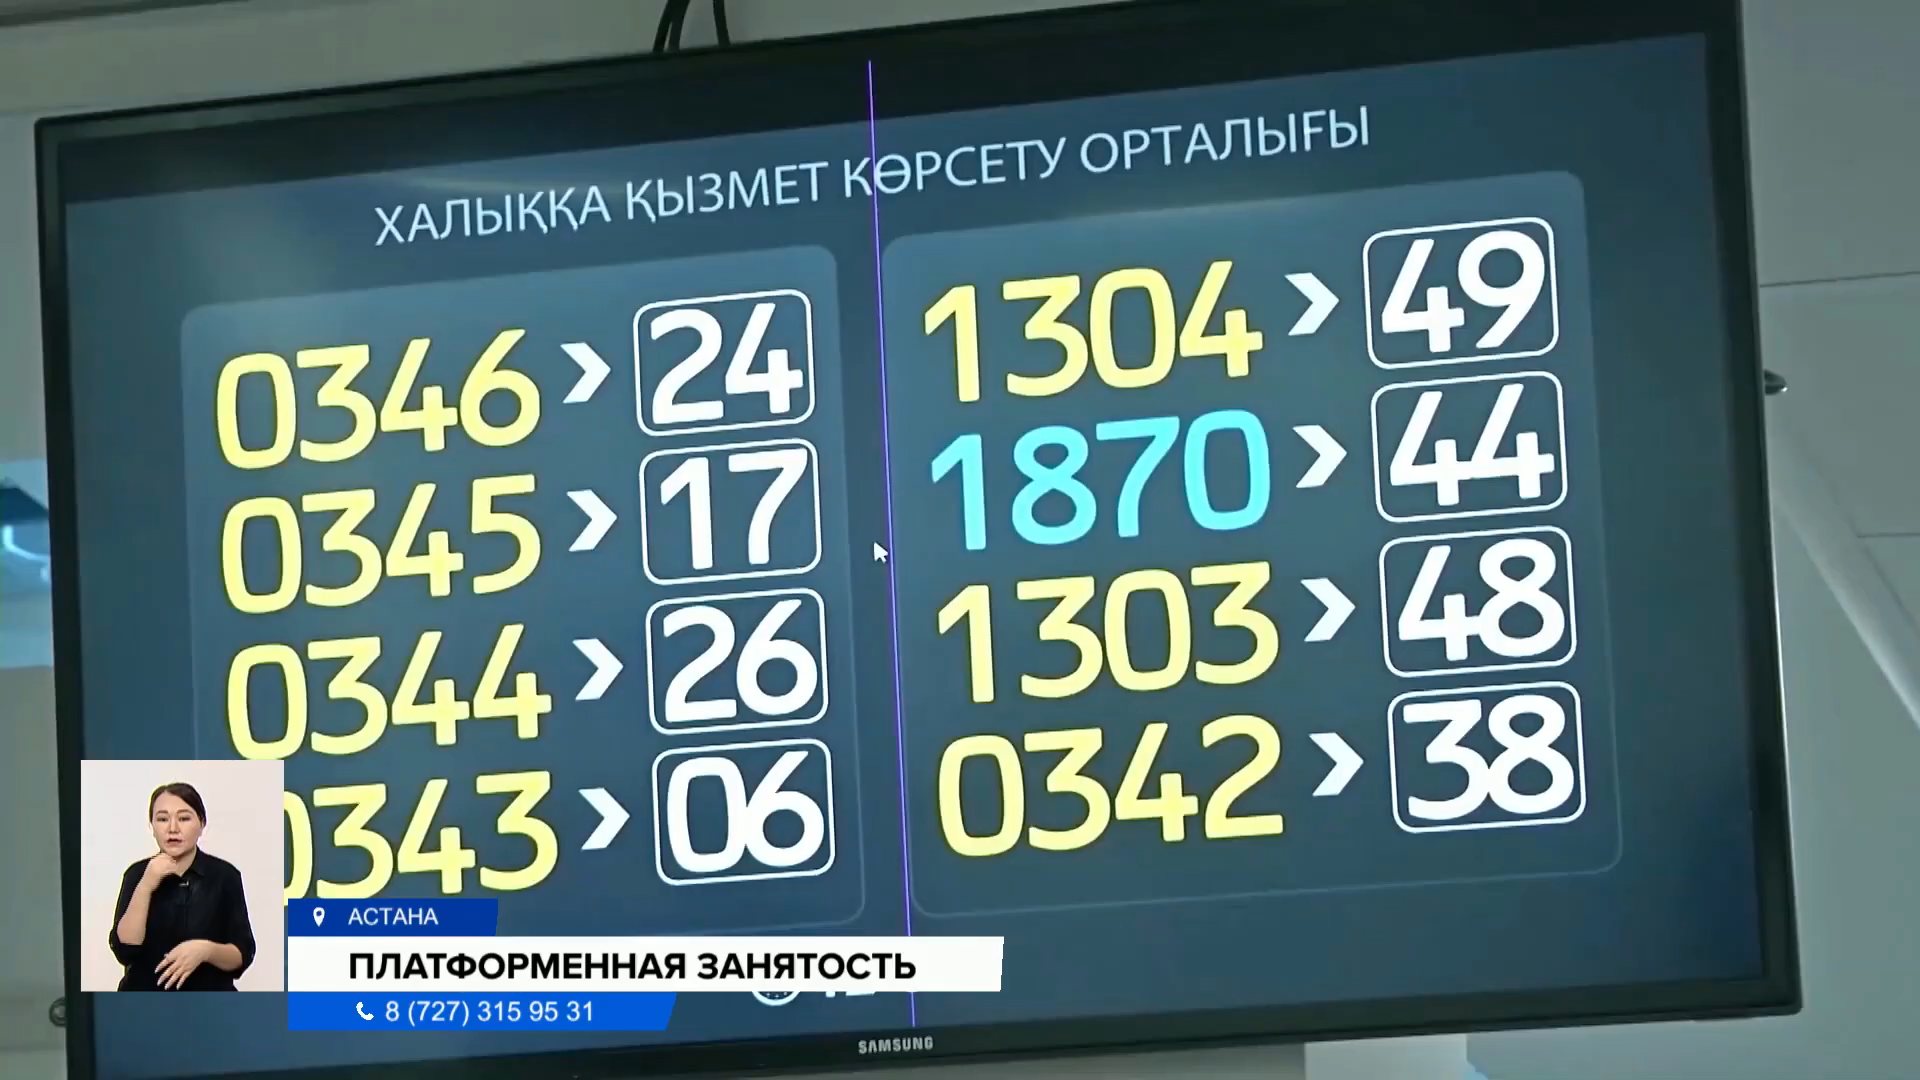 ХАЛЫҚҚА ҚЫЗМЕТ КӨРСЕТУ ОРТАЛЫҒЫ
0346 > 24
0345 > 17
0344 > 26
0343 > 06
1304 > 49
1870 > 44
1303 > 48
0342 > 38
АСТАНА
ПЛАТФОРМЕННАЯ ЗАНЯТОСТЬ
8 (727) 315 95 31
SAMSUNG